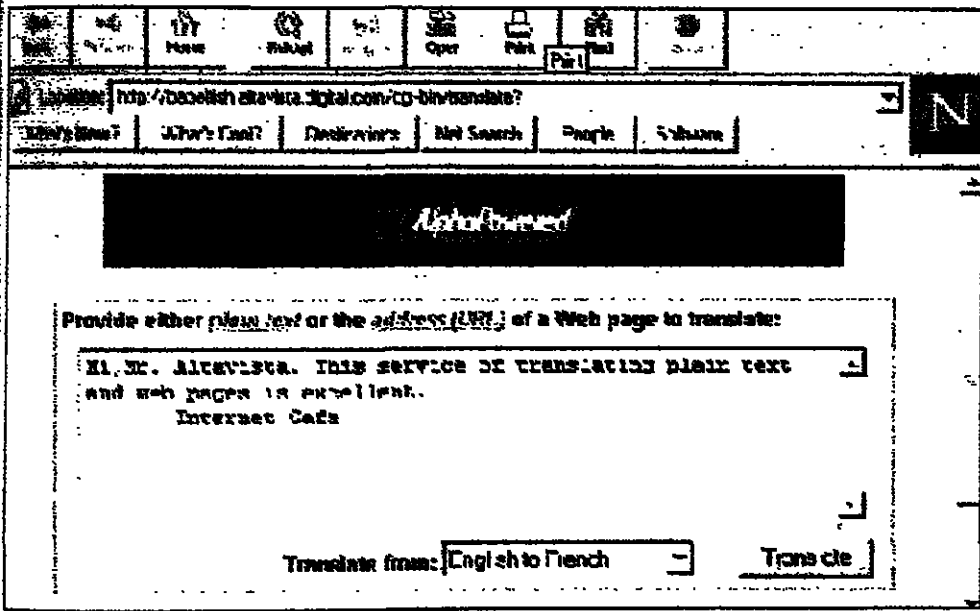 Home Reload Open Print Find
Print
http://babelfish.altavista.digital.com/cgi-bin/translate?
What's New? What's Cool? Destinations Net Search People Software
N
Provide either plain text or the address (URL) of a Web page to translate:
Hi, Mr. Altavista. This service of translating plain text
and web pages is excellent.
Internet Cafe
Translate from: English to French Translate